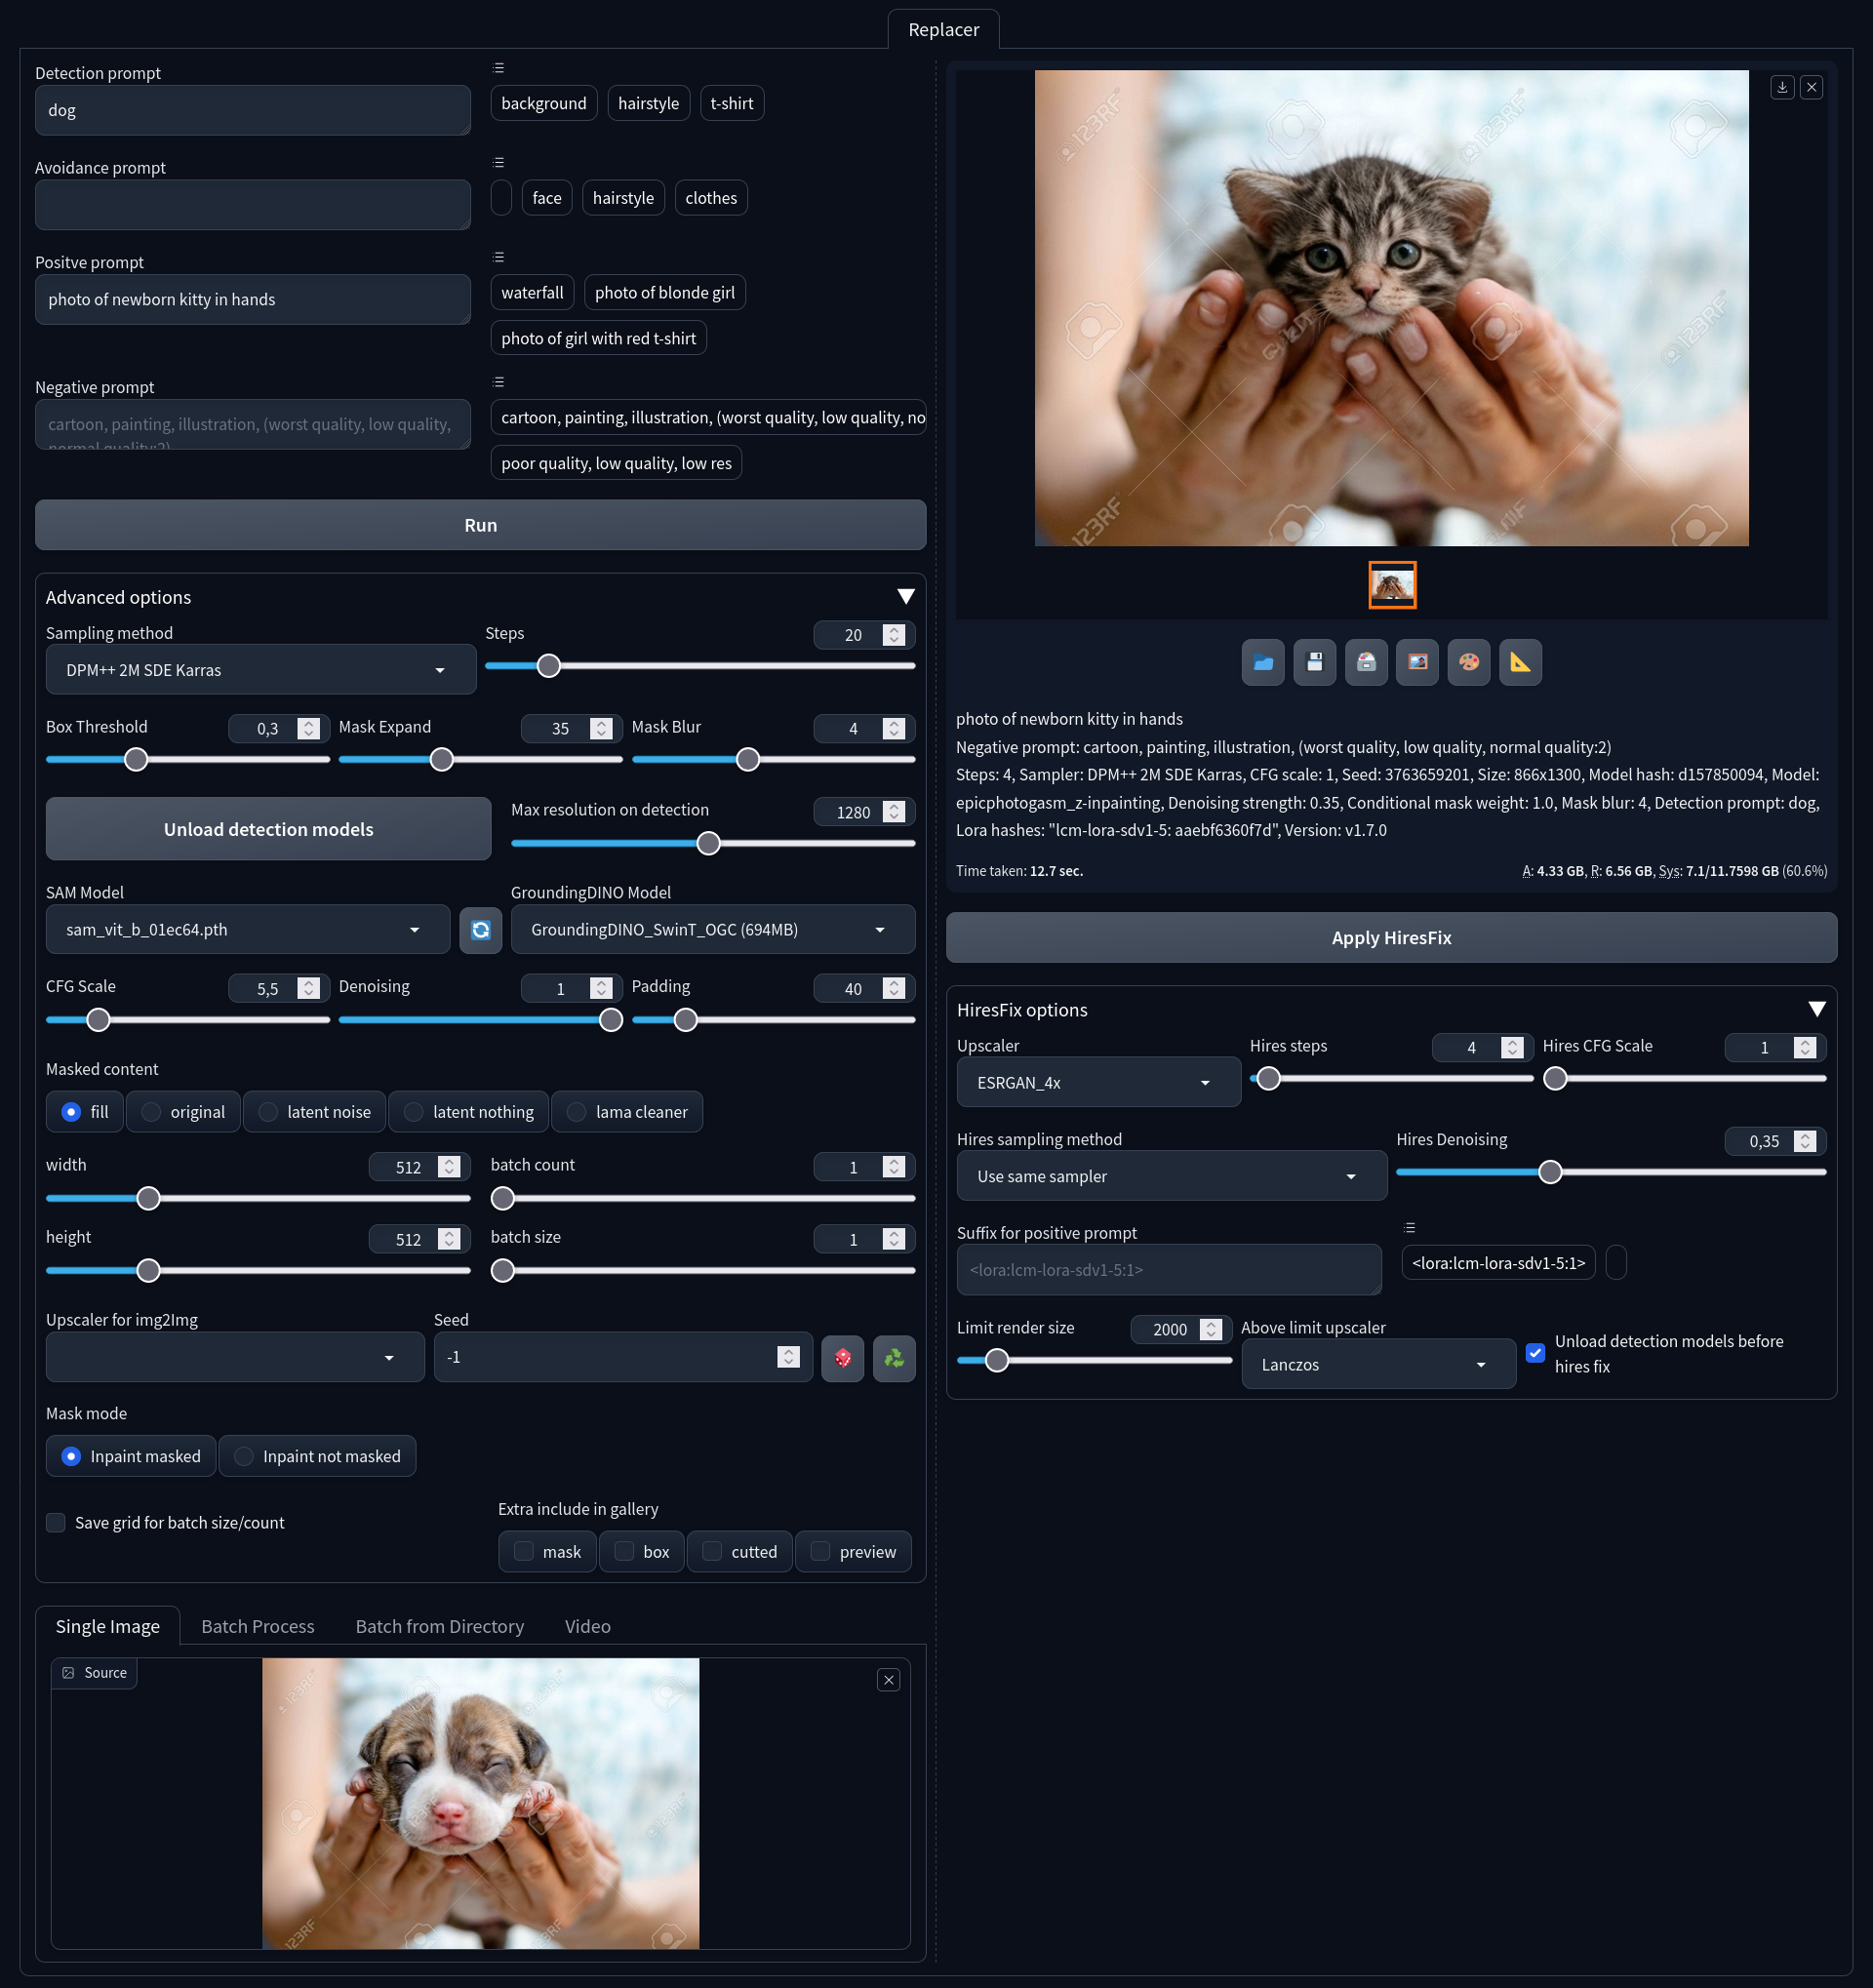 Replacer
Detection prompt
dog
background
hairstyle
t-shirt
Avoidance prompt
face
hairstyle
clothes
Positve prompt
photo of newborn kitty in hands
waterfall
photo of blonde girl
photo of girl with red t-shirt
Negative prompt
cartoon, painting, illustration, (worst quality, low quality,
normal quality:2)
cartoon, painting, illustration, (worst quality, low quality, no
poor quality, low quality, low res
Run
Advanced options
Sampling method
DPM++ 2M SDE Karras
Steps
20
Box Threshold
0,3
Mask Expand
35
Mask Blur
4
Unload detection models
Max resolution on detection
1280
SAM Model
sam_vit_b_01ec64.pth
GroundingDINO Model
GroundingDINO_SwinT_OGC (694MB)
CFG Scale
5,5
Denoising
1
Padding
40
Masked content
fill
original
latent noise
latent nothing
lama cleaner
width
512
batch count
1
height
512
batch size
1
Upscaler for img2Img
Seed
-1
Mask mode
Inpaint masked
Inpaint not masked
Save grid for batch size/count
Extra include in gallery
mask
box
cutted
preview
Single Image
Batch Process
Batch from Directory
Video
Source
123RF
123RF
123RF
123RF
123RF
123RF
123RF
123RF
photo of newborn kitty in hands
Negative prompt: cartoon, painting, illustration, (worst quality, low quality, normal quality:2)
Steps: 4, Sampler: DPM++ 2M SDE Karras, CFG scale: 1, Seed: 3763659201, Size: 866x1300, Model hash: d157850094, Model:
epicphotogasm_z-inpainting, Denoising strength: 0.35, Conditional mask weight: 1.0, Mask blur: 4, Detection prompt: dog,
Lora hashes: "lcm-lora-sdv1-5: aaebf6360f7d", Version: v1.7.0
Time taken: 12.7 sec.
A: 4.33 GB, R: 6.56 GB, Sys: 7.1/11.7598 GB (60.6%)
Apply HiresFix
HiresFix options
Upscaler
ESRGAN_4x
Hires steps
4
Hires CFG Scale
1
Hires sampling method
Use same sampler
Hires Denoising
0,35
Suffix for positive prompt
<lora:lcm-lora-sdv1-5:1>
<lora:lcm-lora-sdv1-5:1>
Limit render size
2000
Above limit upscaler
Lanczos
Unload detection models before
hires fix